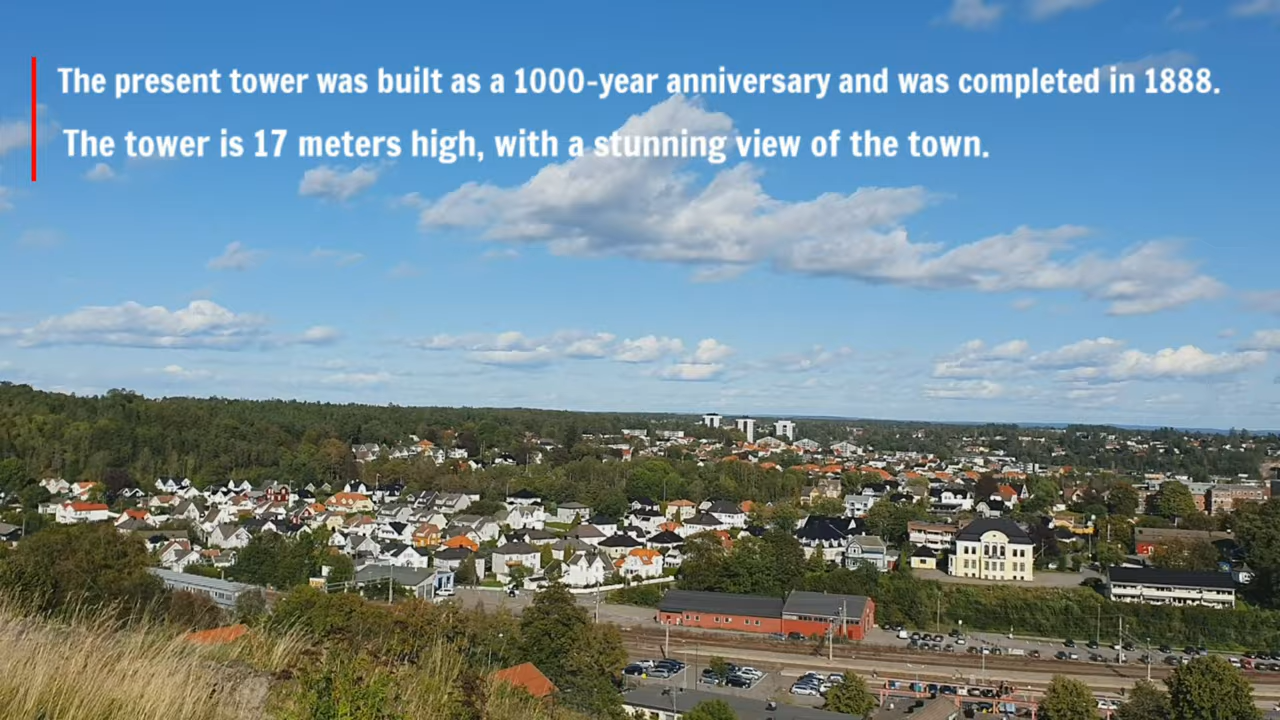 The present tower was built as a 1000-year anniversary and was completed in 1888.
The tower is 17 meters high, with a stunning view of the town.